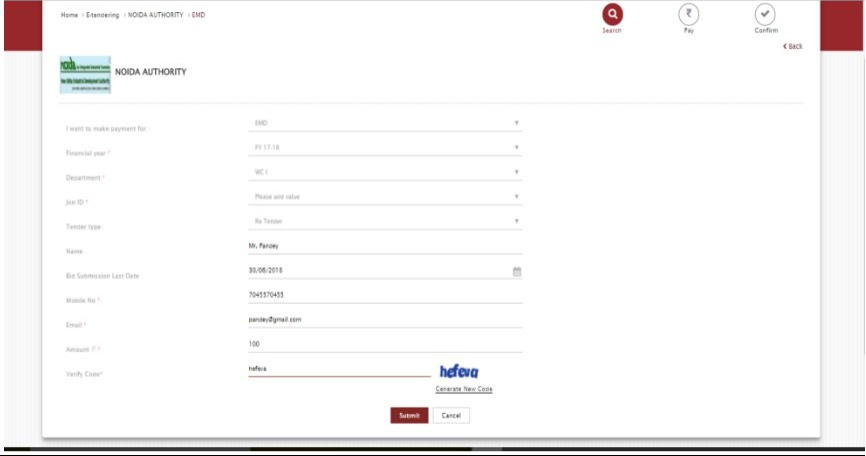 Home › E-tendering › NOIDA AUTHORITY › EMD
Search
Pay
Confirm
Back
NOIDA AUTHORITY
I want to make payment for
EMD
Financial year *
FY 17-18
Department *
WC I
Job ID *
Please add value
Tender type
Re Tender
Name
Mr. Pandey
Bid Submission Last Date
30/06/2018
Mobile No *
7045570455
Email *
pandey@gmail.com
Amount *
100
Verify Code*
hefeva
hefeva
Generate New Code
Submit
Cancel